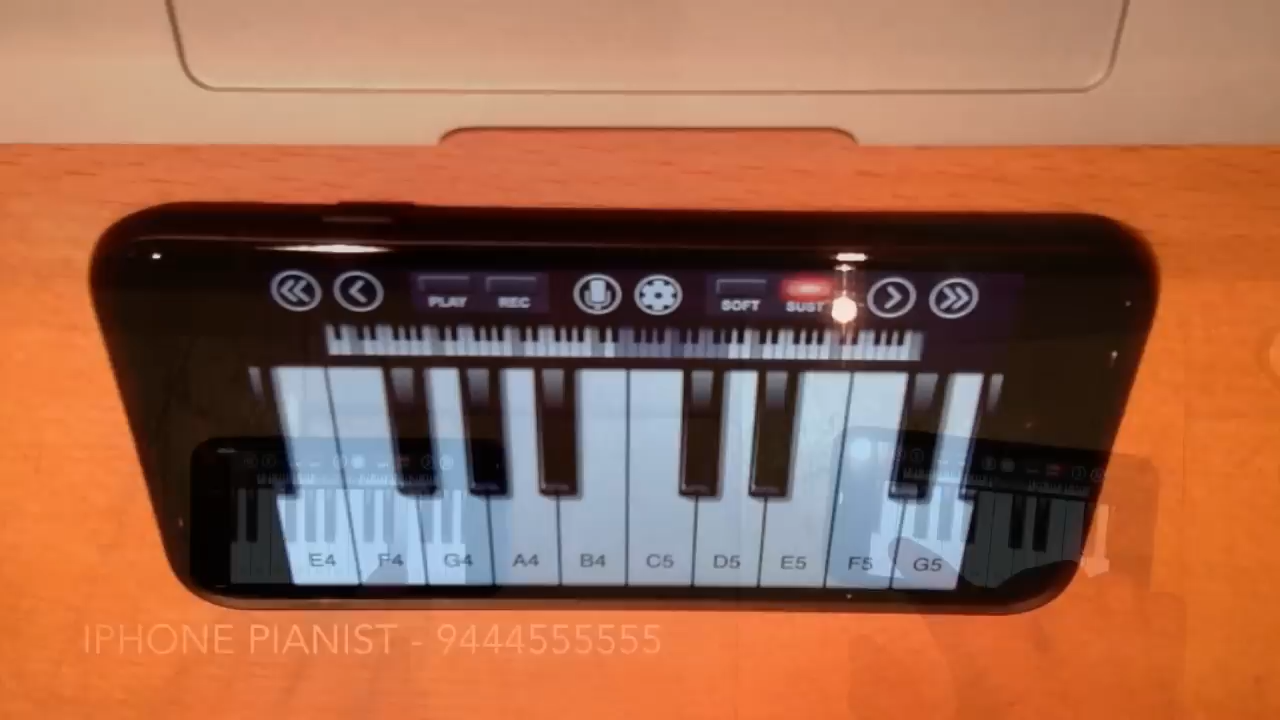 PLAY REC SOFT SUST
E4 F4 G4 A4 B4 C5 D5 E5 F5 G5
IPHONE PIANIST - 9444555555